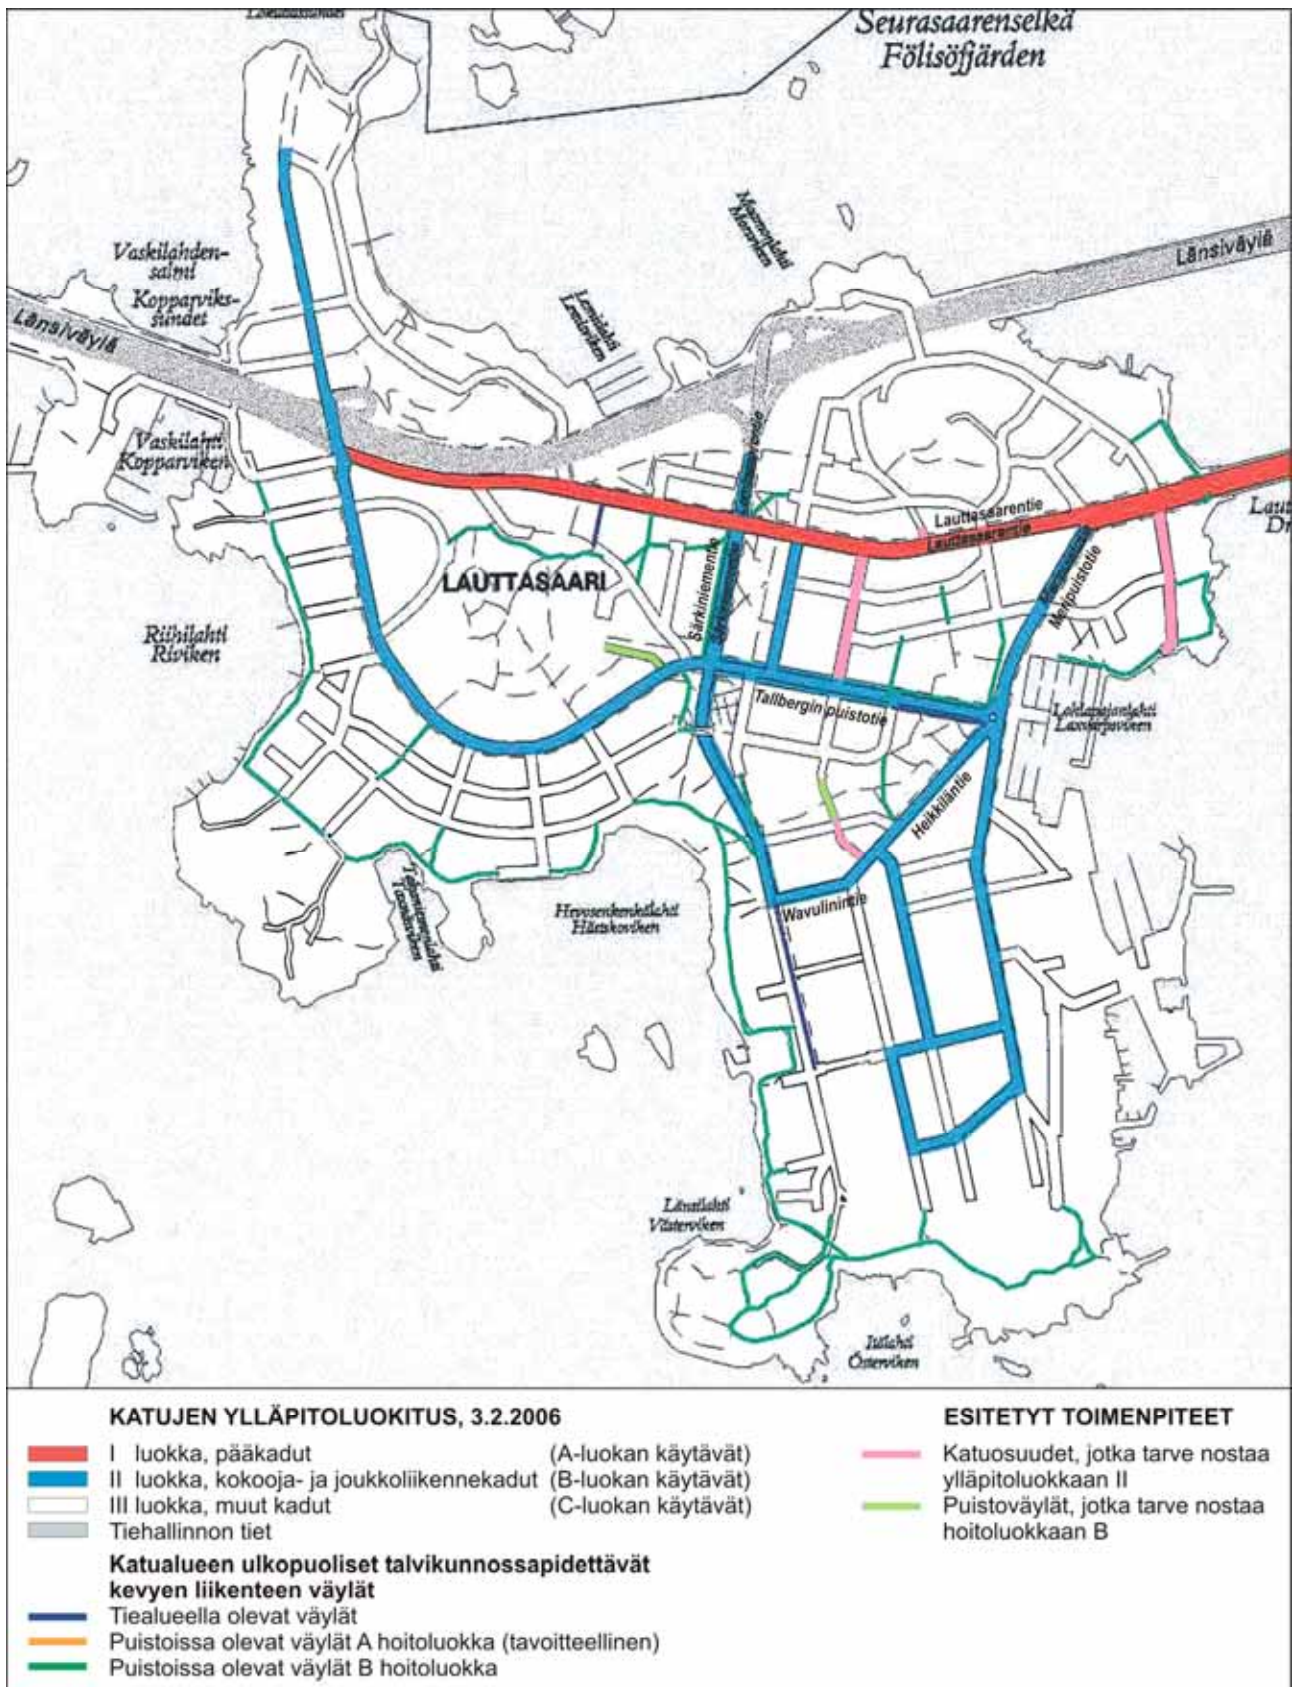 Seurasaarenselkä
Fölisöfjärden
Länsiväylä
Vaskilahden-
salmi
Kopparviks-
sundet
Länsiväylä
Vaskilahti
Kopparviken
Lauttasaarentie
Lauttasaarentie
LAUTTASAARI
Särkiniementie
Meripuistotie
Riihilahti
Riviken
Tallbergin puistotie
Heikkiläntie
Wavulinintie
Länsilahti
Västerviken
Itälahti
Österviken
KATUJEN YLLÄPITOLUOKITUS, 3.2.2006
I luokka, pääkadut (A-luokan käytävät)
II luokka, kokooja- ja joukkoliikennekadut (B-luokan käytävät)
III luokka, muut kadut (C-luokan käytävät)
Tiehallinnon tiet
Katualueen ulkopuoliset talvikunnossapidettävät
kevyen liikenteen väylät
Tiealueella olevat väylät
Puistoissa olevat väylät A hoitoluokka (tavoitteellinen)
Puistoissa olevat väylät B hoitoluokka
ESITETYT TOIMENPITEET
Katuosuudet, jotka tarve nostaa
ylläpitoluokkaan II
Puistoväylät, jotka tarve nostaa
hoitoluokkaan B